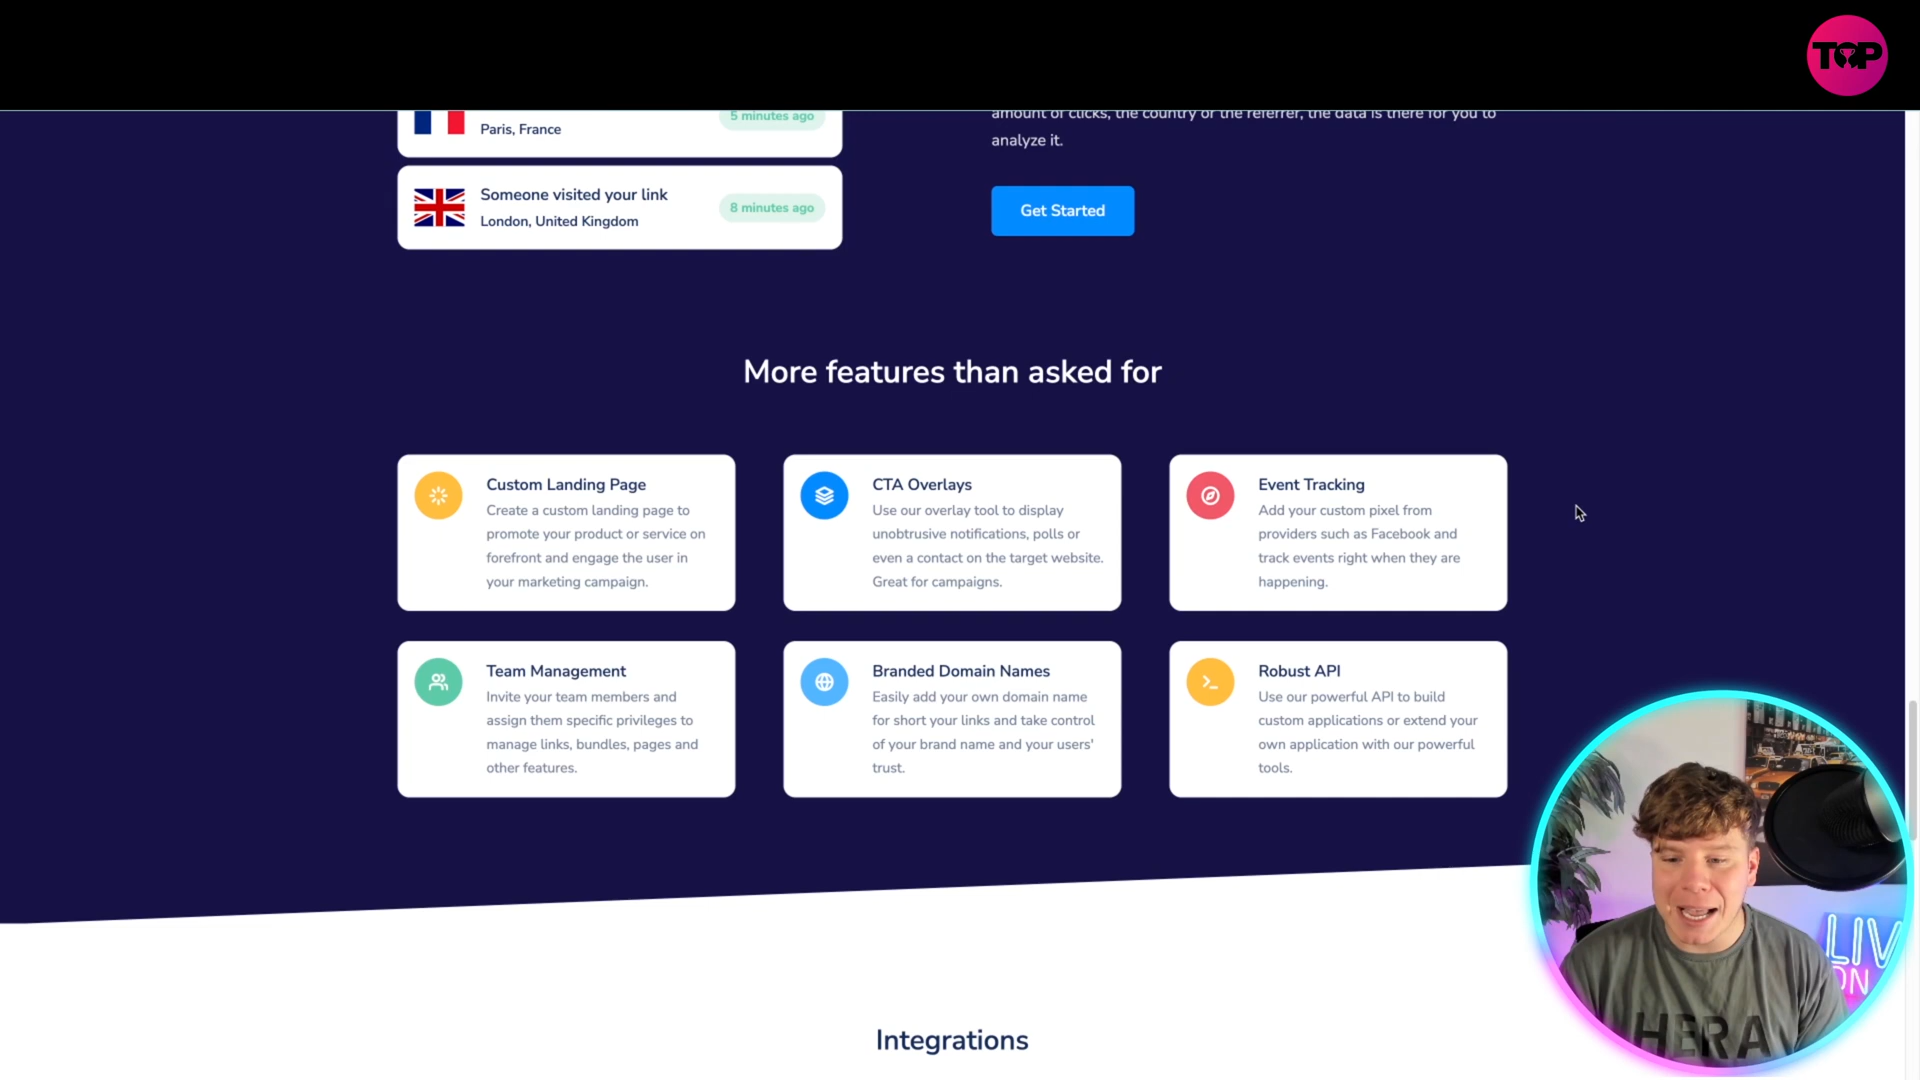 TOP
5 minutes ago
Paris, France
amount of clicks, the country or the referrer, the data is there for you to
analyze it.
Someone visited your link
London, United Kingdom
8 minutes ago
Get Started
More features than asked for
Custom Landing Page
Create a custom landing page to
promote your product or service on
forefront and engage the user in
your marketing campaign.
CTA Overlays
Use our overlay tool to display
unobtrusive notifications, polls or
even a contact on the target website.
Great for campaigns.
Event Tracking
Add your custom pixel from
providers such as Facebook and
track events right when they are
happening.
Team Management
Invite your team members and
assign them specific privileges to
manage links, bundles, pages and
other features.
Branded Domain Names
Easily add your own domain name
for short your links and take control
of your brand name and your users'
trust.
Robust API
Use our powerful API to build
custom applications or extend your
own application with our powerful
tools.
LIV
ON
HERA
Integrations